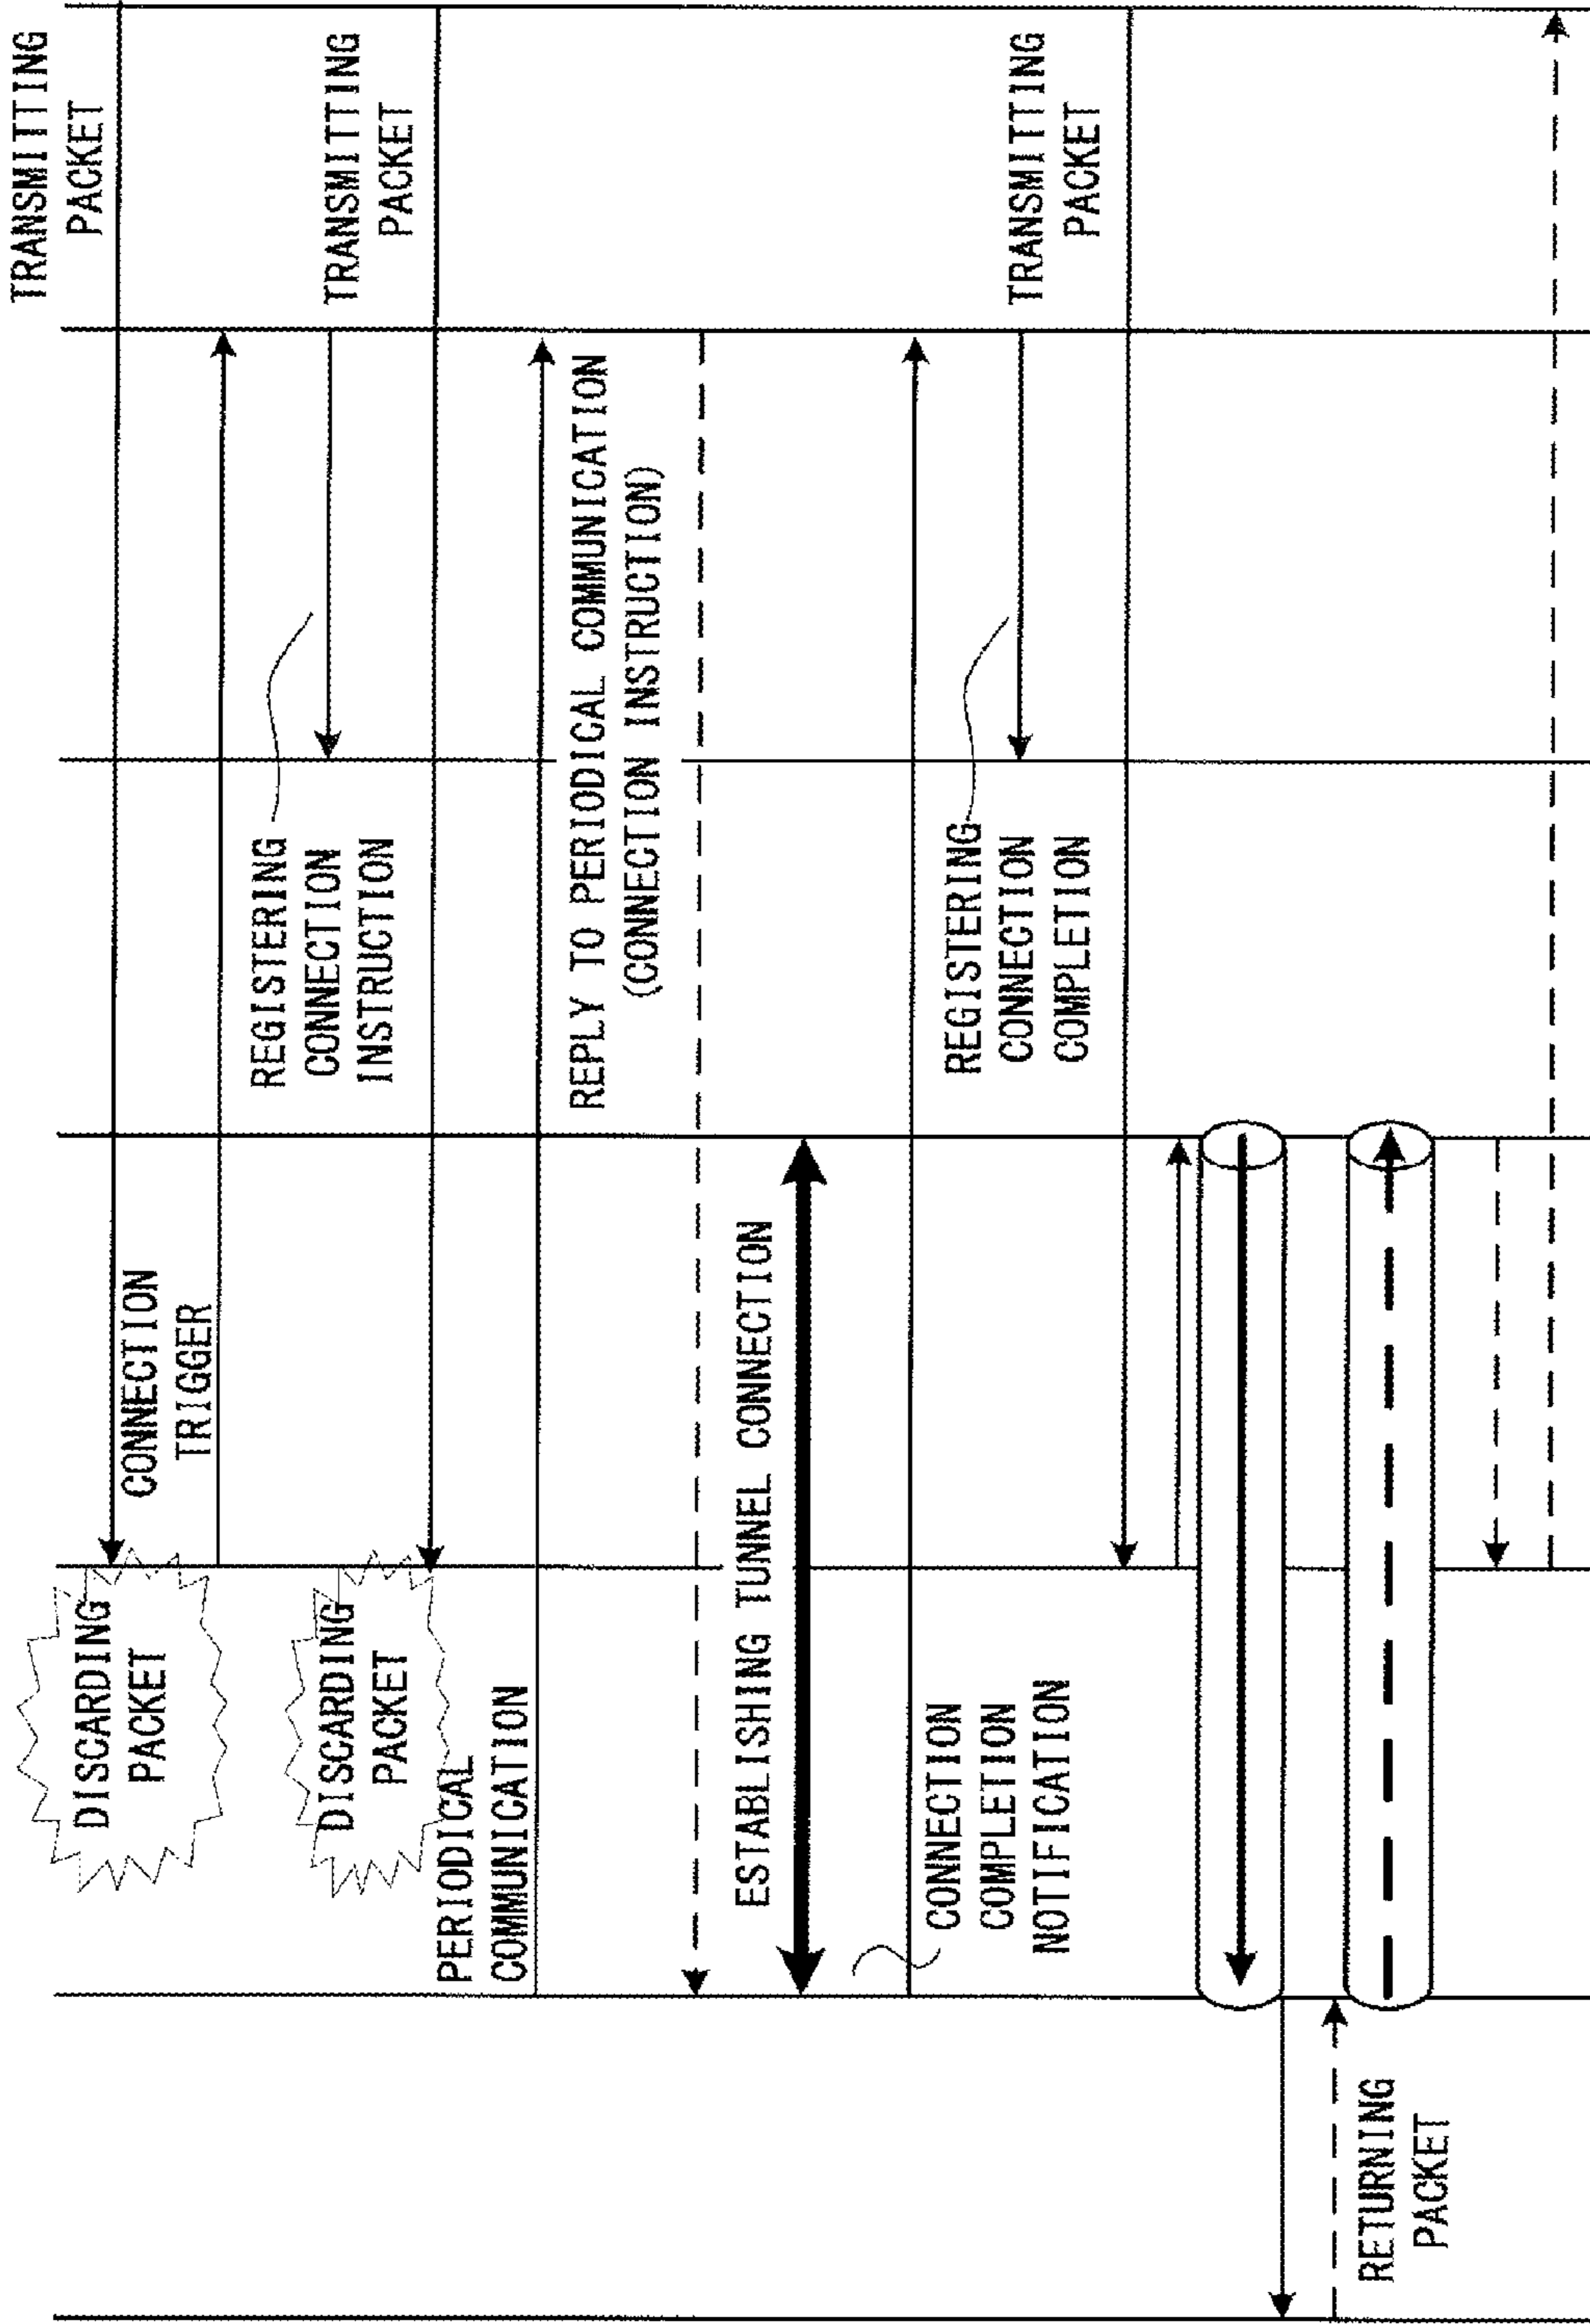 TRANSMITTING
PACKET
CONNECTION
TRIGGER
DISCARDING
PACKET
REGISTERING
CONNECTION
INSTRUCTION
TRANSMITTING
PACKET
DISCARDING
PACKET
PERIODICAL
COMMUNICATION
REPLY TO PERIODICAL COMMUNICATION
(CONNECTION INSTRUCTION)
ESTABLISHING TUNNEL CONNECTION
CONNECTION
COMPLETION
NOTIFICATION
REGISTERING
CONNECTION
COMPLETION
TRANSMITTING
PACKET
RETURNING
PACKET